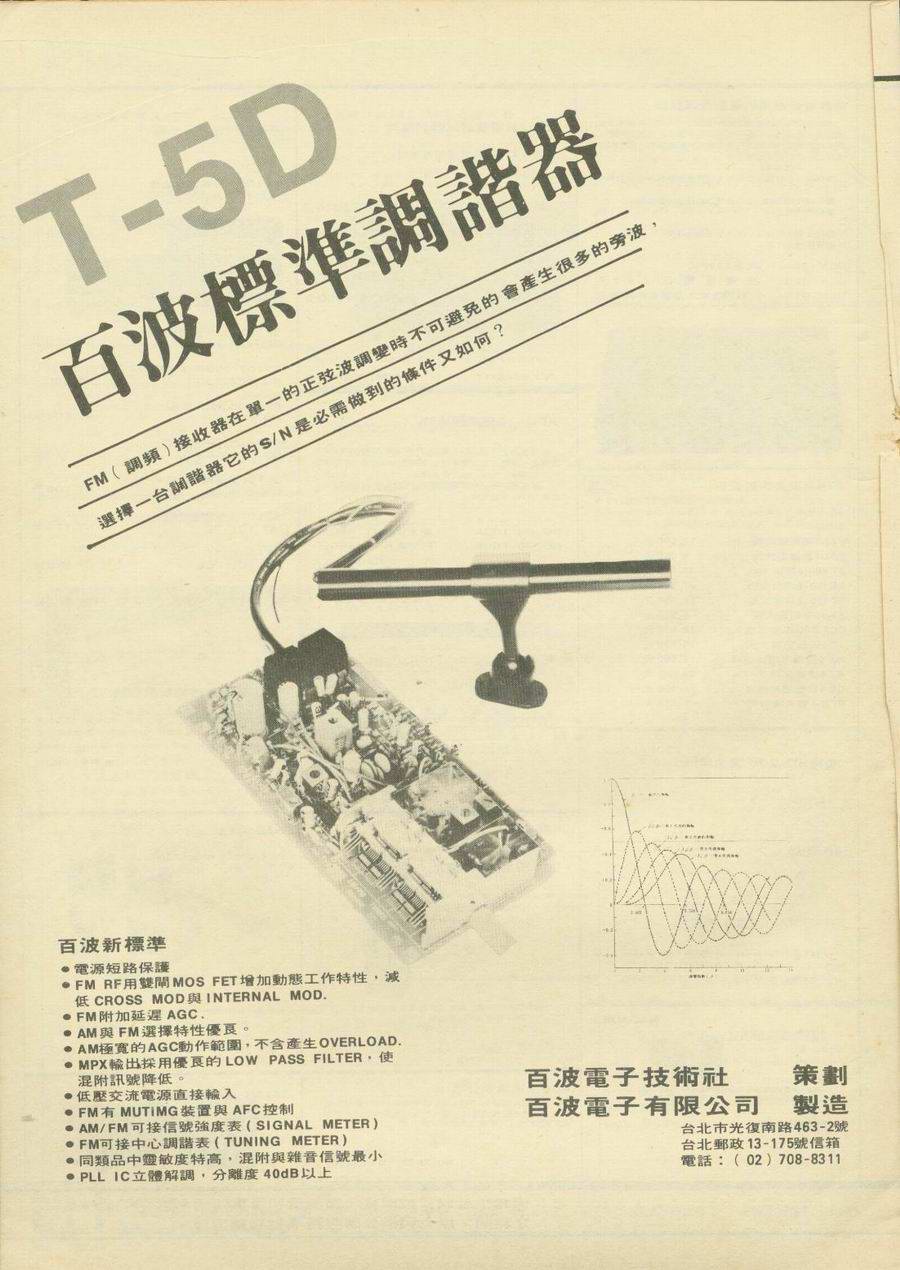 T-5D
百波標準調諧器
FM（調頻）接收器在單一的正弦波調變時不可避免的會產生很多的旁波，
選擇一台調諧器它的S/N是必需做到的條件又如何？
百波新標準
●電源短路保護
●FM RF用雙閘MOS FET增加動態工作特性，減
低CROSS MOD與INTERNAL MOD.
●FM附加延遲AGC.
●AM與FM選擇特性優良。
●AM極寬的AGC動作範圍，不含產生OVERLOAD.
●MPX輸出採用優良的LOW PASS FILTER，使
混附訊號降低。
●低壓交流電源直接輸入
●FM有MUTiMG裝置與AFC控制
●AM/FM可接信號強度表(SIGNAL METER)
●FM可接中心調諧表(TUNING METER)
●同類品中靈敏度特高，混附與雜音信號最小
●PLL IC立體解調，分離度40dB以上
百波電子技術社 策劃
百波電子有限公司 製造
台北市光復南路463-2號
台北郵政13-175號信箱
電話：（02）708-8311